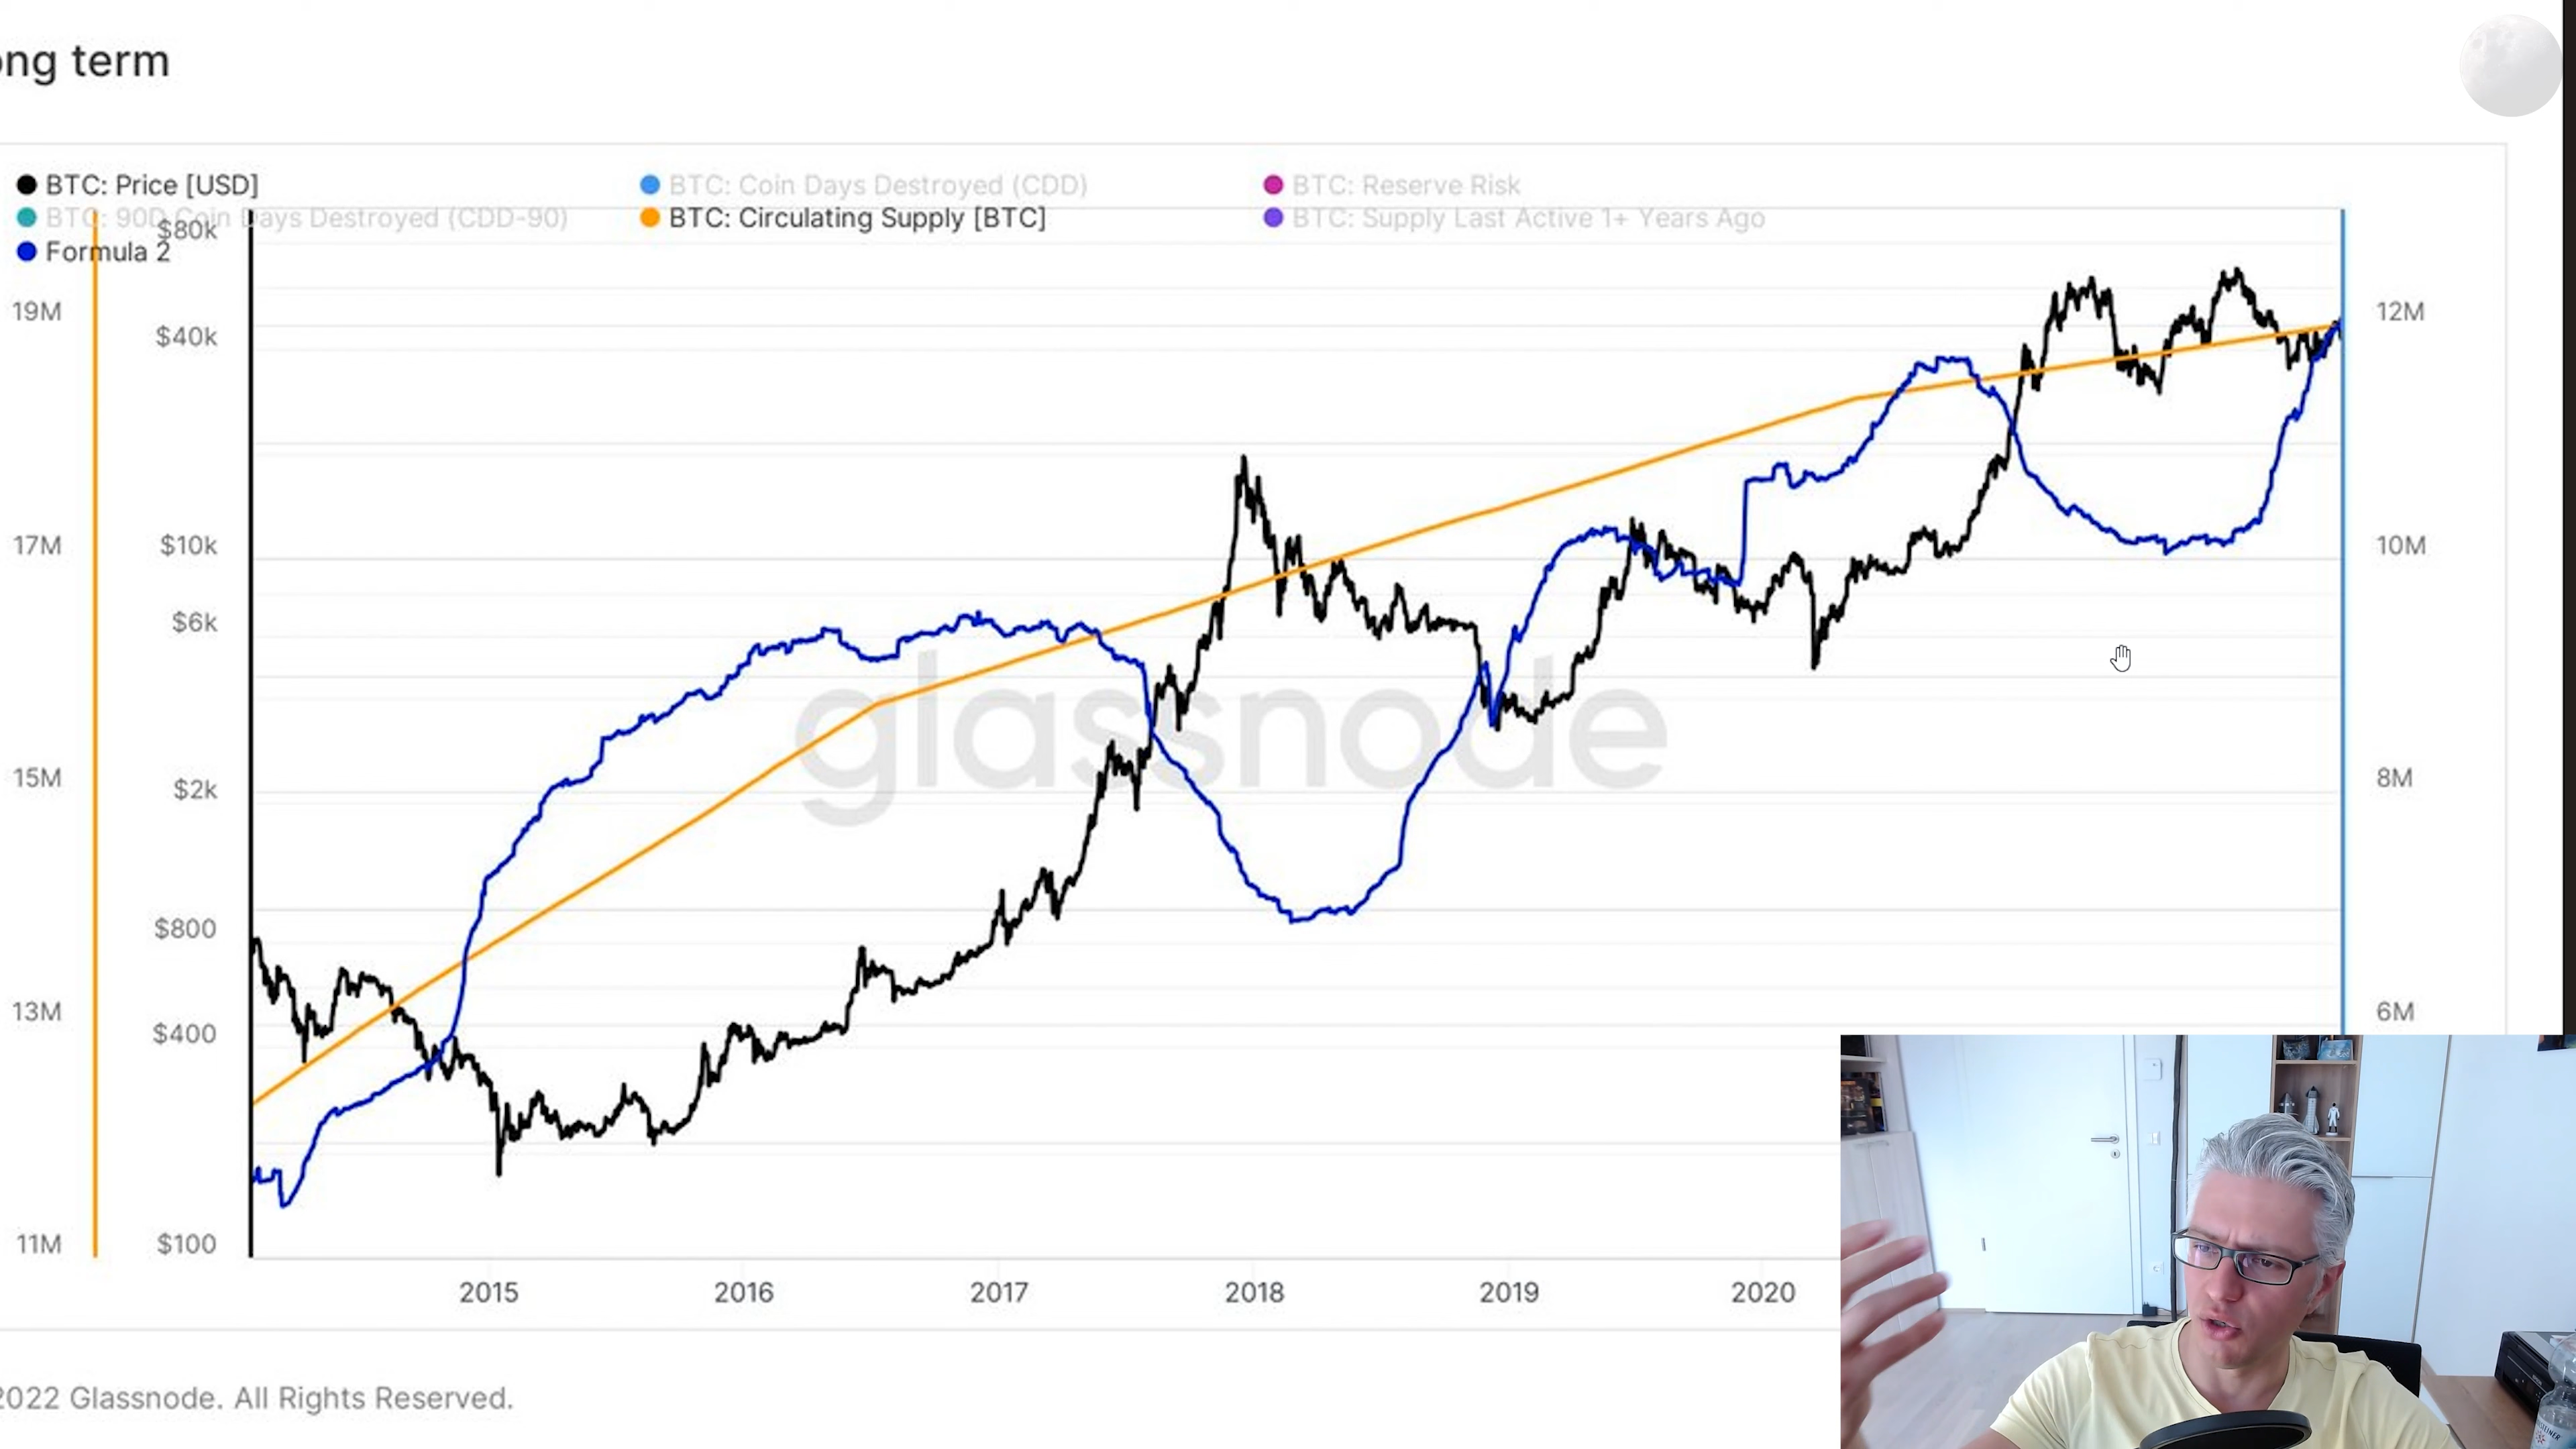 ong term
BTC: Price [USD] BTC: Coin Days Destroyed (CDD) BTC: Reserve Risk
BTC: 90D Coin Days Destroyed (CDD-90) BTC: Circulating Supply [BTC] BTC: Supply Last Active 1+ Years Ago
Formula 2
$80k
19M $40k 12M
17M $10k 10M
$6k
glassnode
15M $2k 8M
$800
13M $400 6M
11M $100
2015 2016 2017 2018 2019 2020
2022 Glassnode. All Rights Reserved.